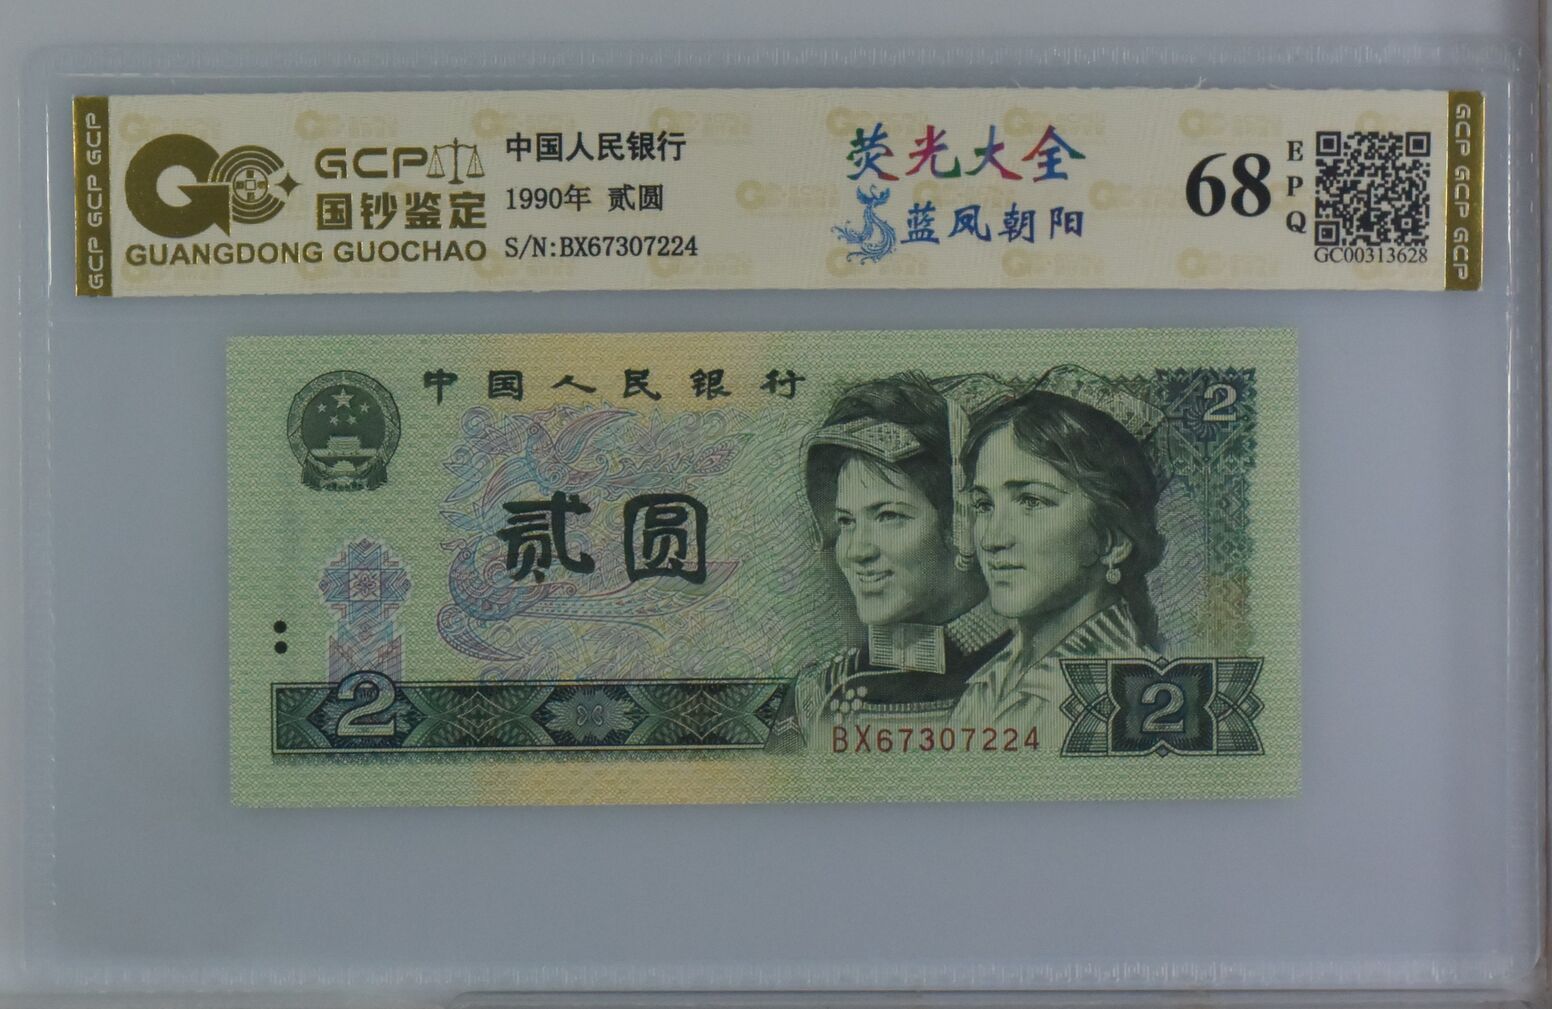 GCP
国钞鉴定
GUANGDONG GUOCHAO
中国人民银行
1990年 贰圆
S/N:BX67307224
荧光大全
蓝凤朝阳
68
EPQ
GC00313628
GCP GCP GCP
GCP GCP GCP
中国人民银行
2
贰圆
2
BX67307224
2